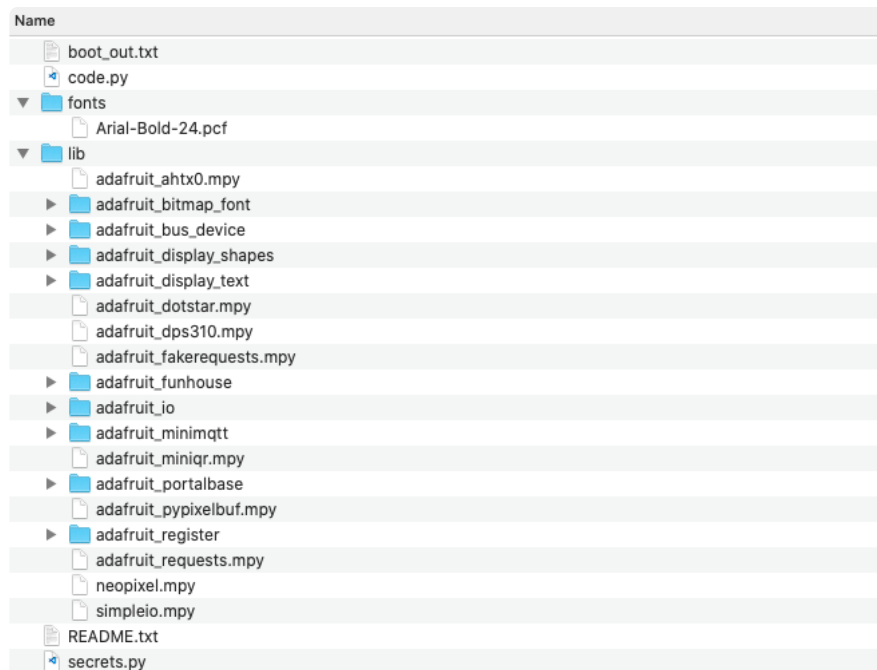 Name
boot_out.txt
code.py
fonts
Arial-Bold-24.pcf
lib
adafruit_ahtx0.mpy
adafruit_bitmap_font
adafruit_bus_device
adafruit_display_shapes
adafruit_display_text
adafruit_dotstar.mpy
adafruit_dps310.mpy
adafruit_fakerequests.mpy
adafruit_funhouse
adafruit_io
adafruit_minimqtt
adafruit_miniqr.mpy
adafruit_portalbase
adafruit_pypixelbuf.mpy
adafruit_register
adafruit_requests.mpy
neopixel.mpy
simpleio.mpy
README.txt
secrets.py